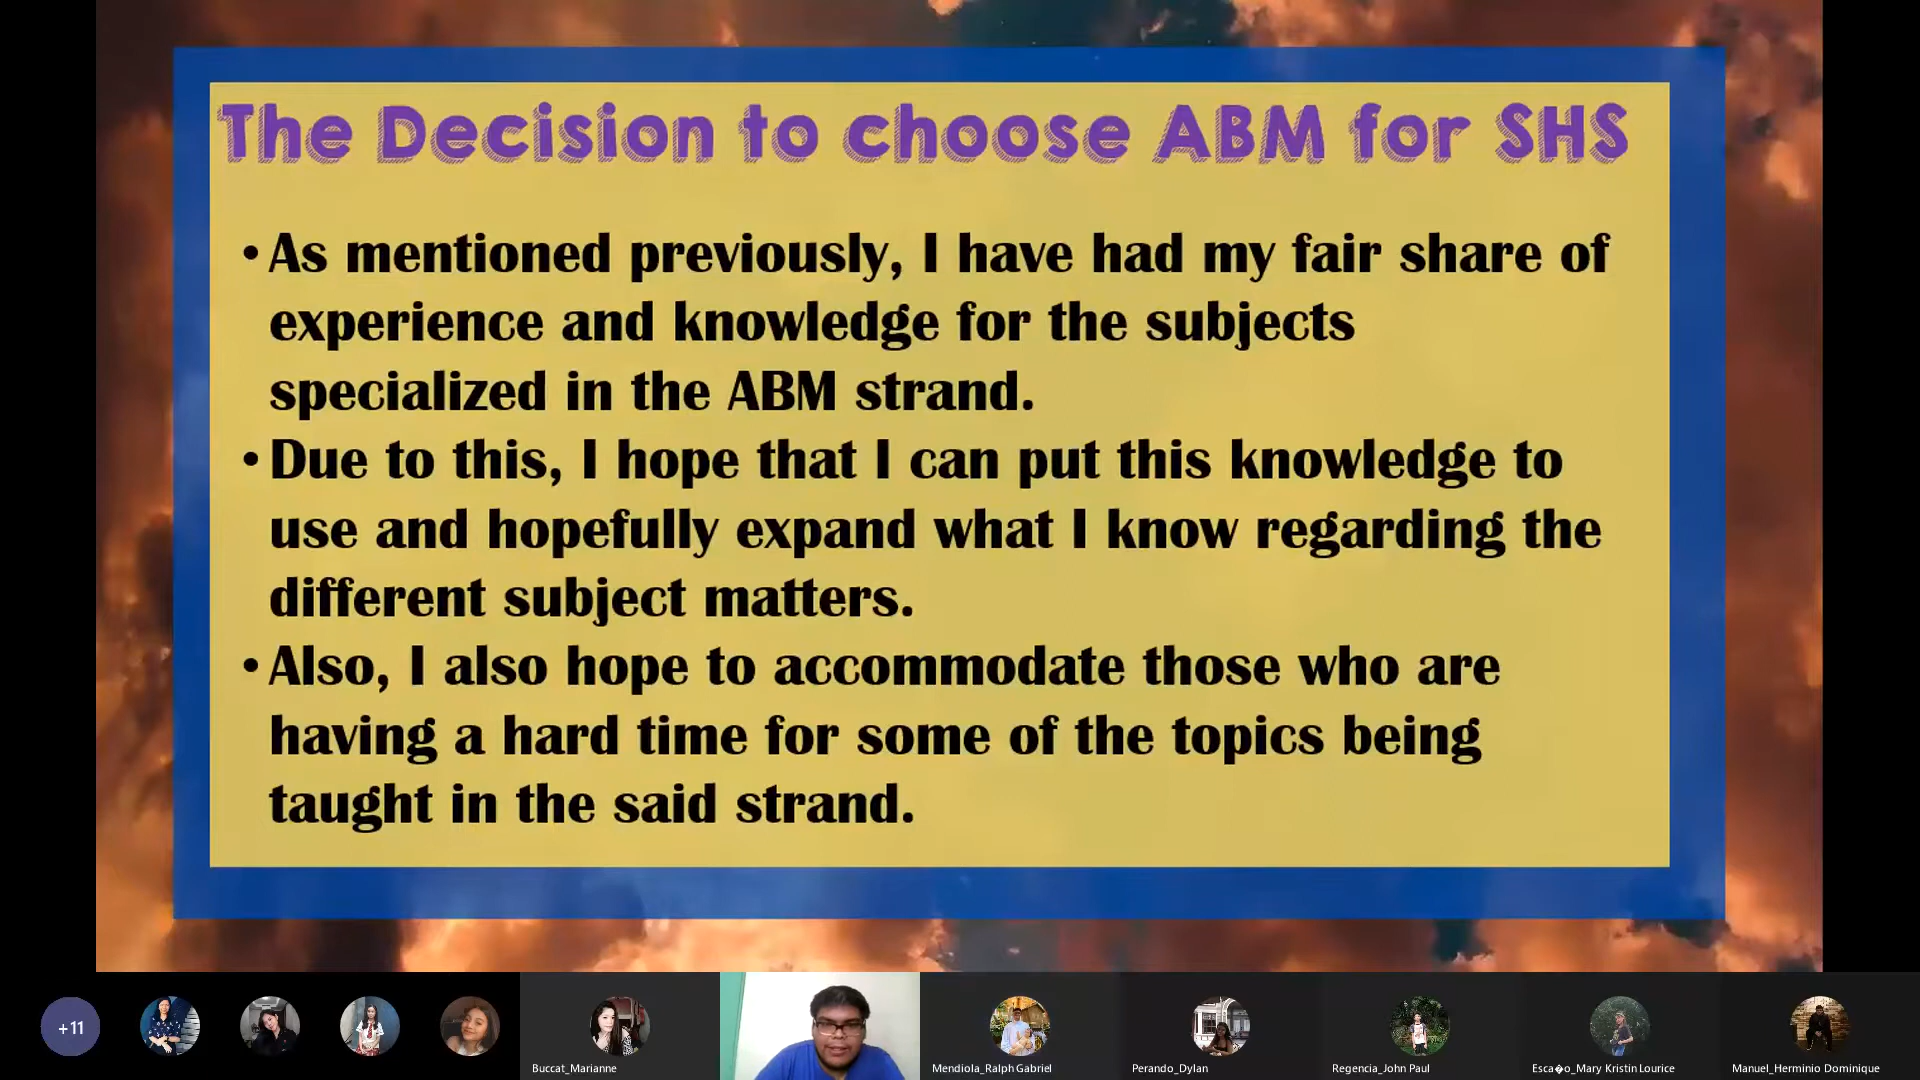 The Decision to choose ABM for SHS
• As mentioned previously, I have had my fair share of
experience and knowledge for the subjects
specialized in the ABM strand.
• Due to this, I hope that I can put this knowledge to
use and hopefully expand what I know regarding the
different subject matters.
• Also, I also hope to accommodate those who are
having a hard time for some of the topics being
taught in the said strand.
+11
Buccat_Marianne
Mendiola_Ralph Gabriel
Perando_Dylan
Regencia_John Paul
Esca�o_Mary Kristin Lourice
Manuel_Herminio Dominique